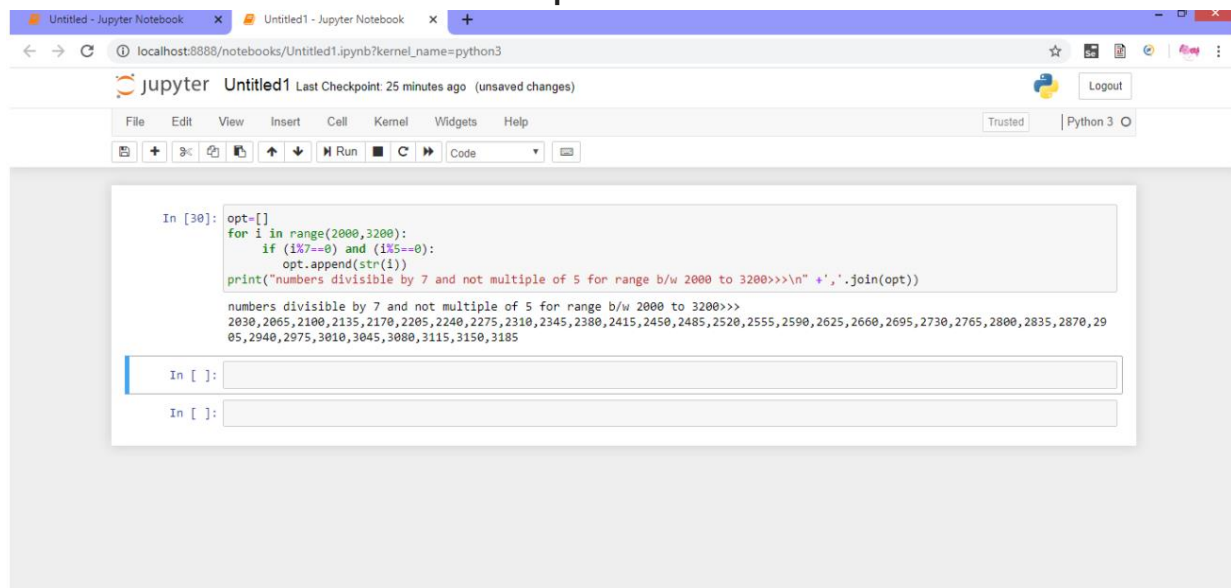 Untitled - Jupyter Notebook
Untitled1 - Jupyter Notebook
localhost:8888/notebooks/Untitled1.ipynb?kernel_name=python3
jupyter Untitled1 Last Checkpoint: 25 minutes ago (unsaved changes)
Logout
File Edit View Insert Cell Kernel Widgets Help
Trusted Python 3
Run Code
In [30]: opt=[]
for i in range(2000,3200):
if (i%7==0) and (i%5==0):
opt.append(str(i))
print("numbers divisible by 7 and not multiple of 5 for range b/w 2000 to 3200>>>\n" +','.join(opt))
numbers divisible by 7 and not multiple of 5 for range b/w 2000 to 3200>>>
2030,2065,2100,2135,2170,2205,2240,2275,2310,2345,2380,2415,2450,2485,2520,2555,2590,2625,2660,2695,2730,2765,2800,2835,2870,29
05,2940,2975,3010,3045,3080,3115,3150,3185
In [ ]:
In [ ]: